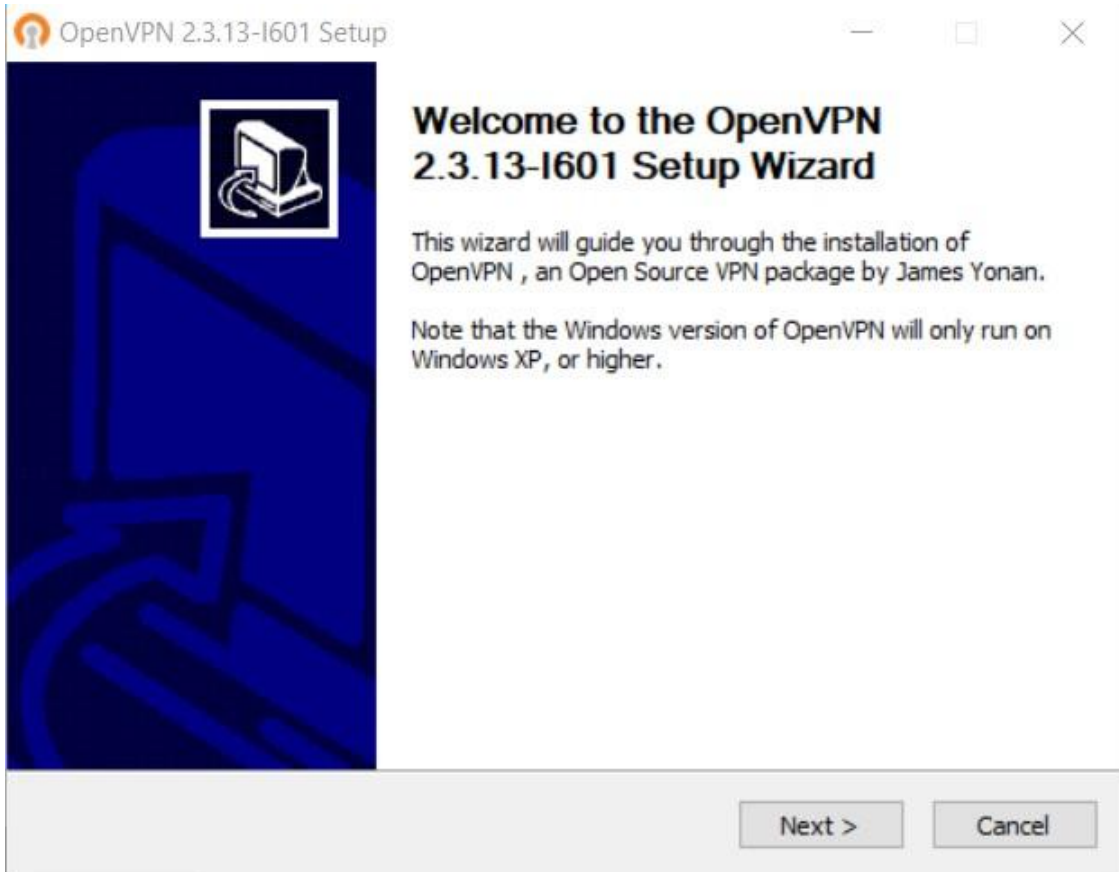 OpenVPN 2.3.13-I601 Setup
Welcome to the OpenVPN
2.3.13-I601 Setup Wizard
This wizard will guide you through the installation of
OpenVPN , an Open Source VPN package by James Yonan.
Note that the Windows version of OpenVPN will only run on
Windows XP, or higher.
Next > Cancel